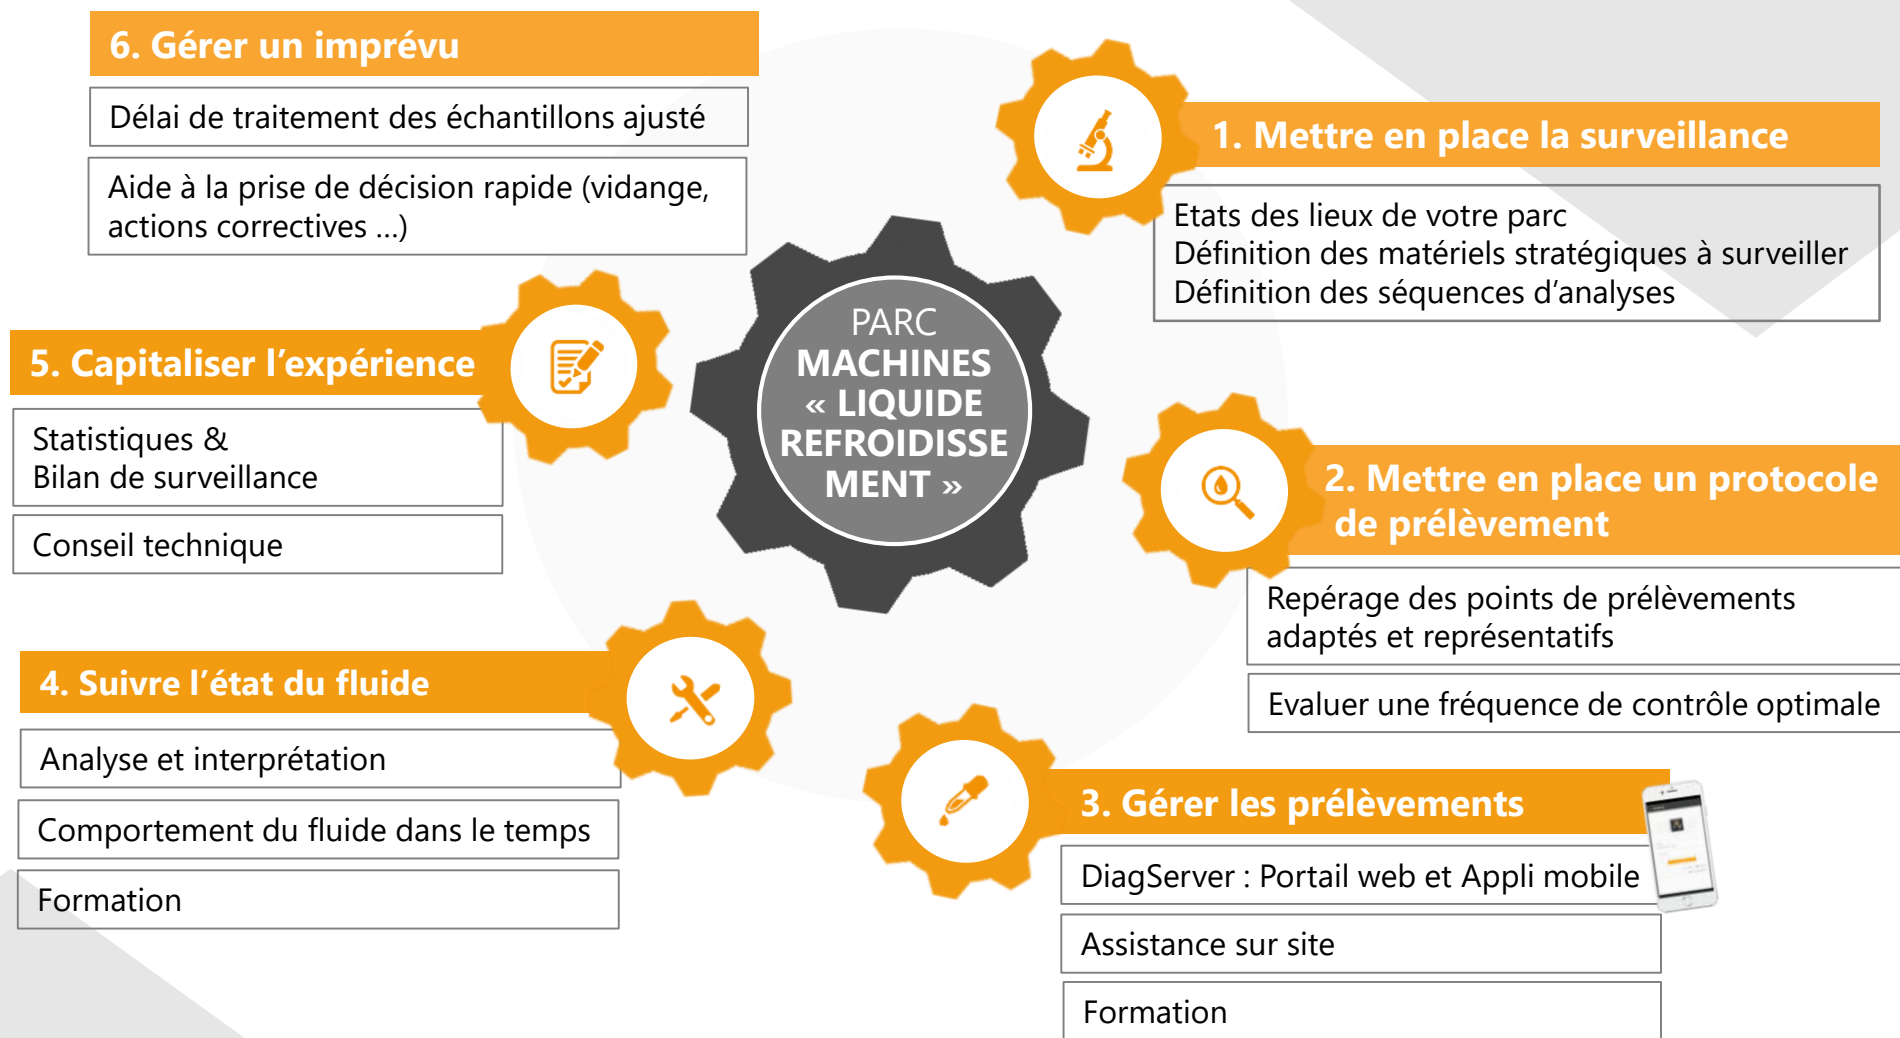 6. Gérer un imprévu
Délai de traitement des échantillons ajusté
Aide à la prise de décision rapide (vidange,
actions correctives ...)
1. Mettre en place la surveillance
Etats des lieux de votre parc
Définition des matériels stratégiques à surveiller
Définition des séquences d’analyses
PARC
MACHINES
« LIQUIDE
REFROIDISSE
MENT »
5. Capitaliser l’expérience
Statistiques &
Bilan de surveillance
Conseil technique
2. Mettre en place un protocole
de prélèvement
Repérage des points de prélèvements
adaptés et représentatifs
Evaluer une fréquence de contrôle optimale
4. Suivre l’état du fluide
Analyse et interprétation
Comportement du fluide dans le temps
Formation
3. Gérer les prélèvements
DiagServer : Portail web et Appli mobile
Assistance sur site
Formation